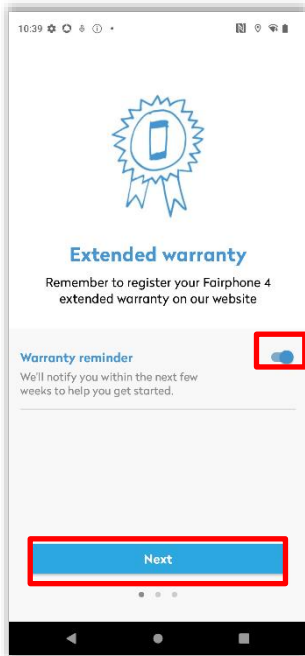 10:39
Extended warranty
Remember to register your Fairphone 4
extended warranty on our website
Warranty reminder
We'll notify you within the next few
weeks to help you get started.
Next